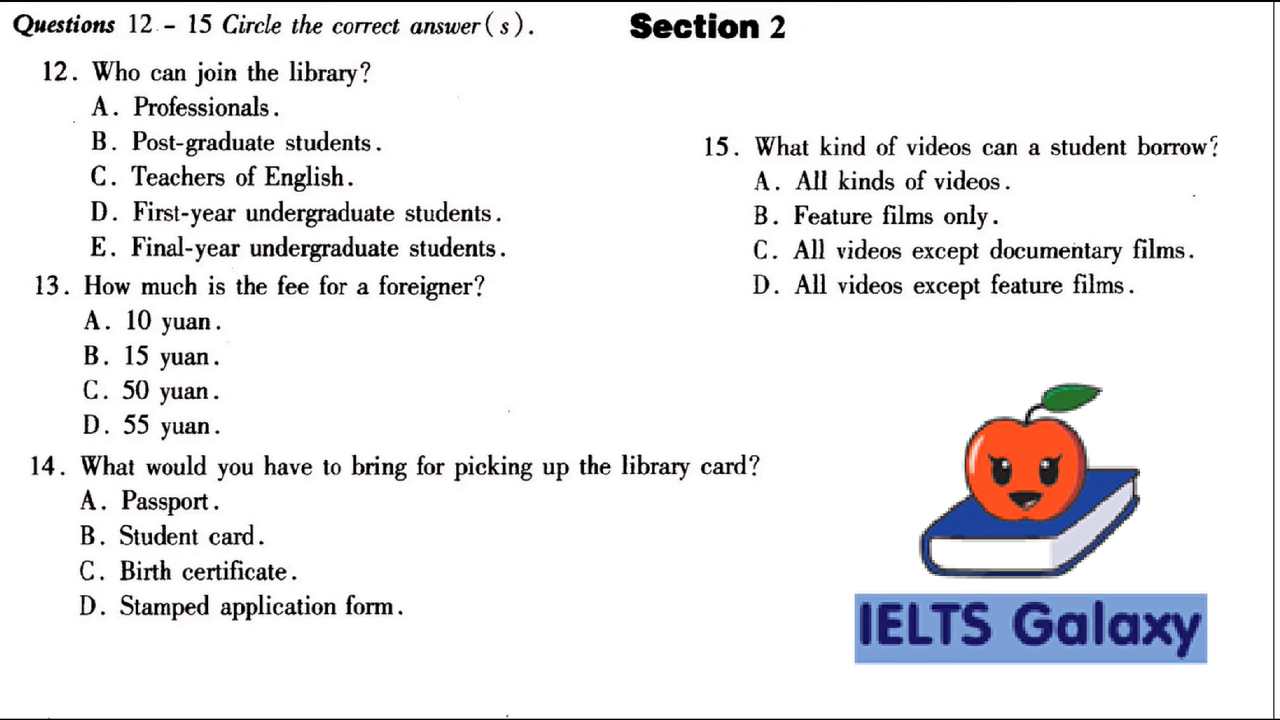 Questions 12 – 15 Circle the correct answer(s).
Section 2
12. Who can join the library?
A. Professionals.
B. Post-graduate students.
C. Teachers of English.
D. First-year undergraduate students.
E. Final-year undergraduate students.
13. How much is the fee for a foreigner?
A. 10 yuan.
B. 15 yuan.
C. 50 yuan.
D. 55 yuan.
14. What would you have to bring for picking up the library card?
A. Passport.
B. Student card.
C. Birth certificate.
D. Stamped application form.
15. What kind of videos can a student borrow?
A. All kinds of videos.
B. Feature films only.
C. All videos except documentary films.
D. All videos except feature films.
IELTS Galaxy